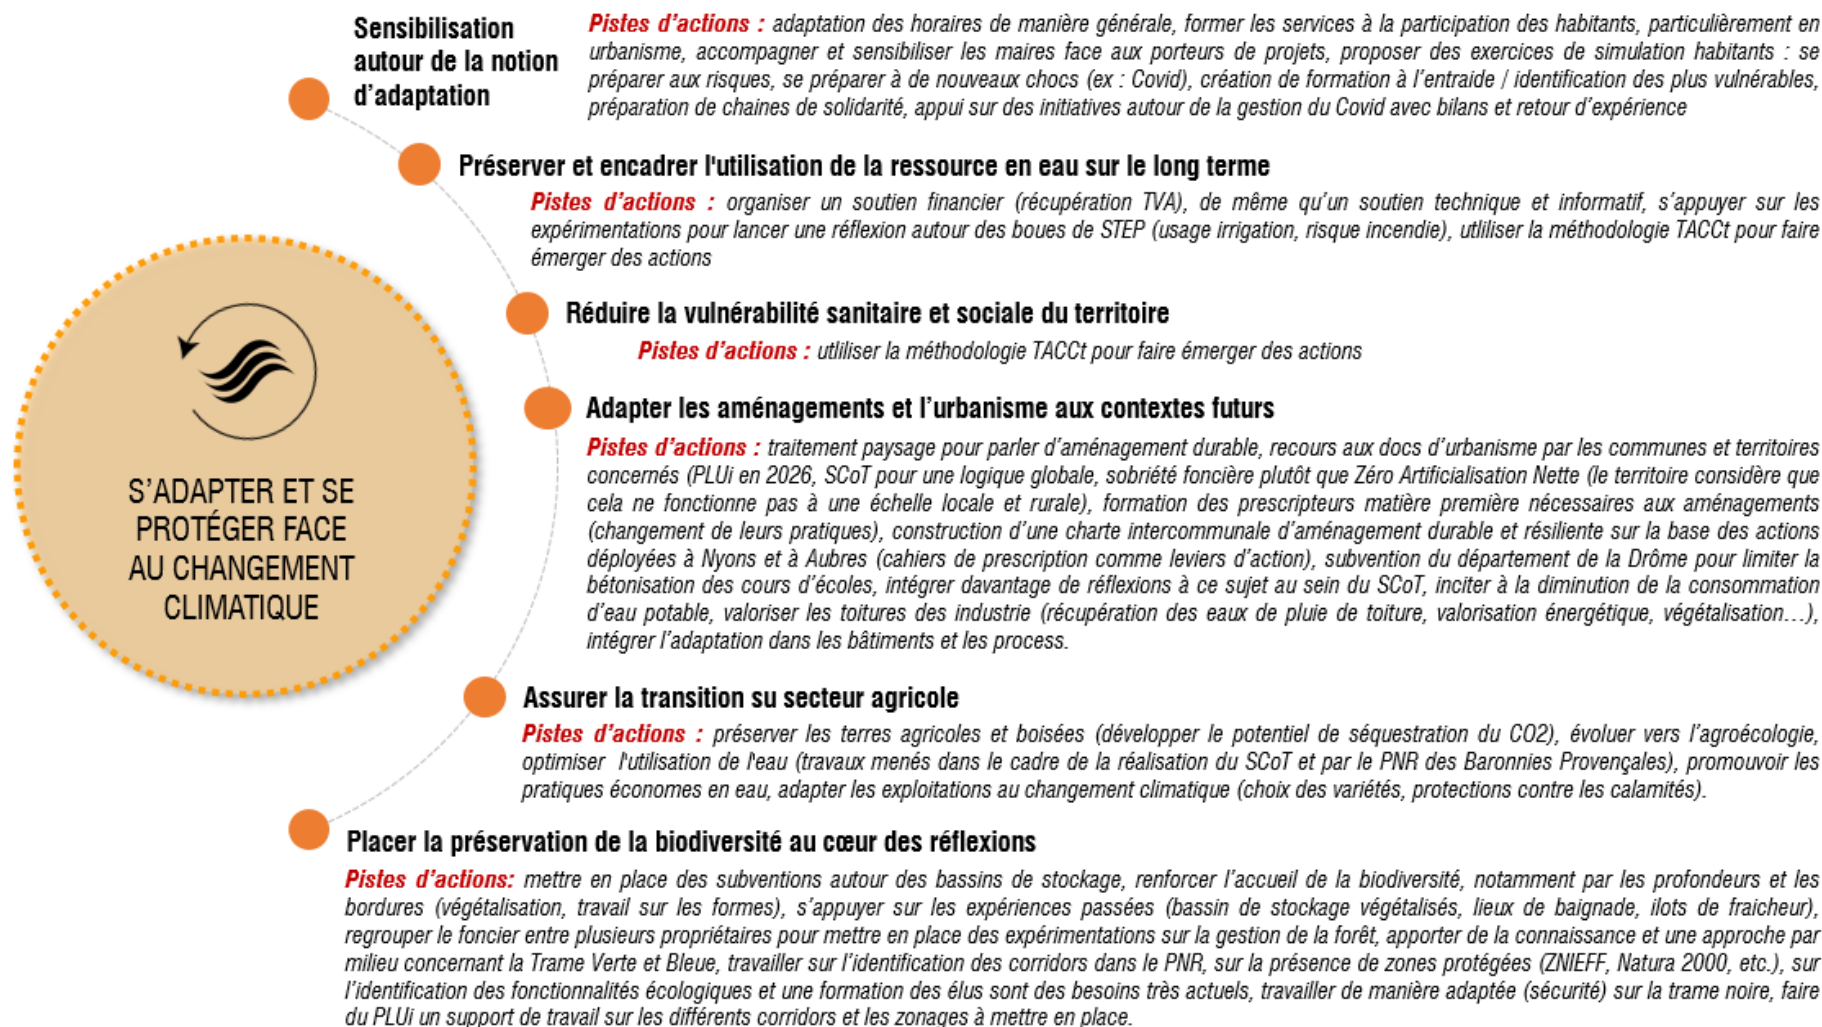 Sensibilisation
autour de la notion
d'adaptation
Pistes d'actions : adaptation des horaires de manière générale, former les services à la participation des habitants, particulièrement en
urbanisme, accompagner et sensibiliser les maires face aux porteurs de projets, proposer des exercices de simulation habitants : se
préparer aux risques, se préparer à de nouveaux chocs (ex : Covid), création de formation à l'entraide / identification des plus vulnérables,
préparation de chaines de solidarité, appui sur des initiatives autour de la gestion du Covid avec bilans et retour d'expérience
Préserver et encadrer l'utilisation de la ressource en eau sur le long terme
Pistes d'actions : organiser un soutien financier (récupération TVA), de même qu'un soutien technique et informatif, s'appuyer sur les
expérimentations pour lancer une réflexion autour des boues de STEP (usage irrigation, risque incendie), utliliser la méthodologie TACCt pour faire
émerger des actions
Réduire la vulnérabilité sanitaire et sociale du territoire
Pistes d'actions : utliliser la méthodologie TACCt pour faire émerger des actions
S'ADAPTER ET SE
PROTÉGER FACE
AU CHANGEMENT
CLIMATIQUE
Adapter les aménagements et l'urbanisme aux contextes futurs
Pistes d'actions : traitement paysage pour parler d'aménagement durable, recours aux docs d'urbanisme par les communes et territoires
concernés (PLUi en 2026, SCoT pour une logique globale, sobriété foncière plutôt que Zéro Artificialisation Nette (le territoire considère que
cela ne fonctionne pas à une échelle locale et rurale), formation des prescripteurs matière première nécessaires aux aménagements
(changement de leurs pratiques), construction d'une charte intercommunale d'aménagement durable et résiliente sur la base des actions
déployées à Nyons et à Aubres (cahiers de prescription comme leviers d'action), subvention du département de la Drôme pour limiter la
bétonisation des cours d'écoles, intégrer davantage de réflexions à ce sujet au sein du SCoT, inciter à la diminution de la consommation
d'eau potable, valoriser les toitures des industrie (récupération des eaux de pluie de toiture, valorisation énergétique, végétalisation…),
intégrer l'adaptation dans les bâtiments et les process.
Assurer la transition su secteur agricole
Pistes d'actions : préserver les terres agricoles et boisées (développer le potentiel de séquestration du CO2), évoluer vers l'agroécologie,
optimiser l'utilisation de l'eau (travaux menés dans le cadre de la réalisation du SCoT et par le PNR des Baronnies Provençales), promouvoir les
pratiques économes en eau, adapter les exploitations au changement climatique (choix des variétés, protections contre les calamités).
Placer la préservation de la biodiversité au cœur des réflexions
Pistes d'actions: mettre en place des subventions autour des bassins de stockage, renforcer l'accueil de la biodiversité, notamment par les profondeurs et les
bordures (végétalisation, travail sur les formes), s'appuyer sur les expériences passées (bassin de stockage végétalisés, lieux de baignade, ilots de fraicheur),
regrouper le foncier entre plusieurs propriétaires pour mettre en place des expérimentations sur la gestion de la forêt, apporter de la connaissance et une approche par
milieu concernant la Trame Verte et Bleue, travailler sur l'identification des corridors dans le PNR, sur la présence de zones protégées (ZNIEFF, Natura 2000, etc.), sur
l'identification des fonctionnalités écologiques et une formation des élus sont des besoins très actuels, travailler de manière adaptée (sécurité) sur la trame noire, faire
du PLUi un support de travail sur les différents corridors et les zonages à mettre en place.